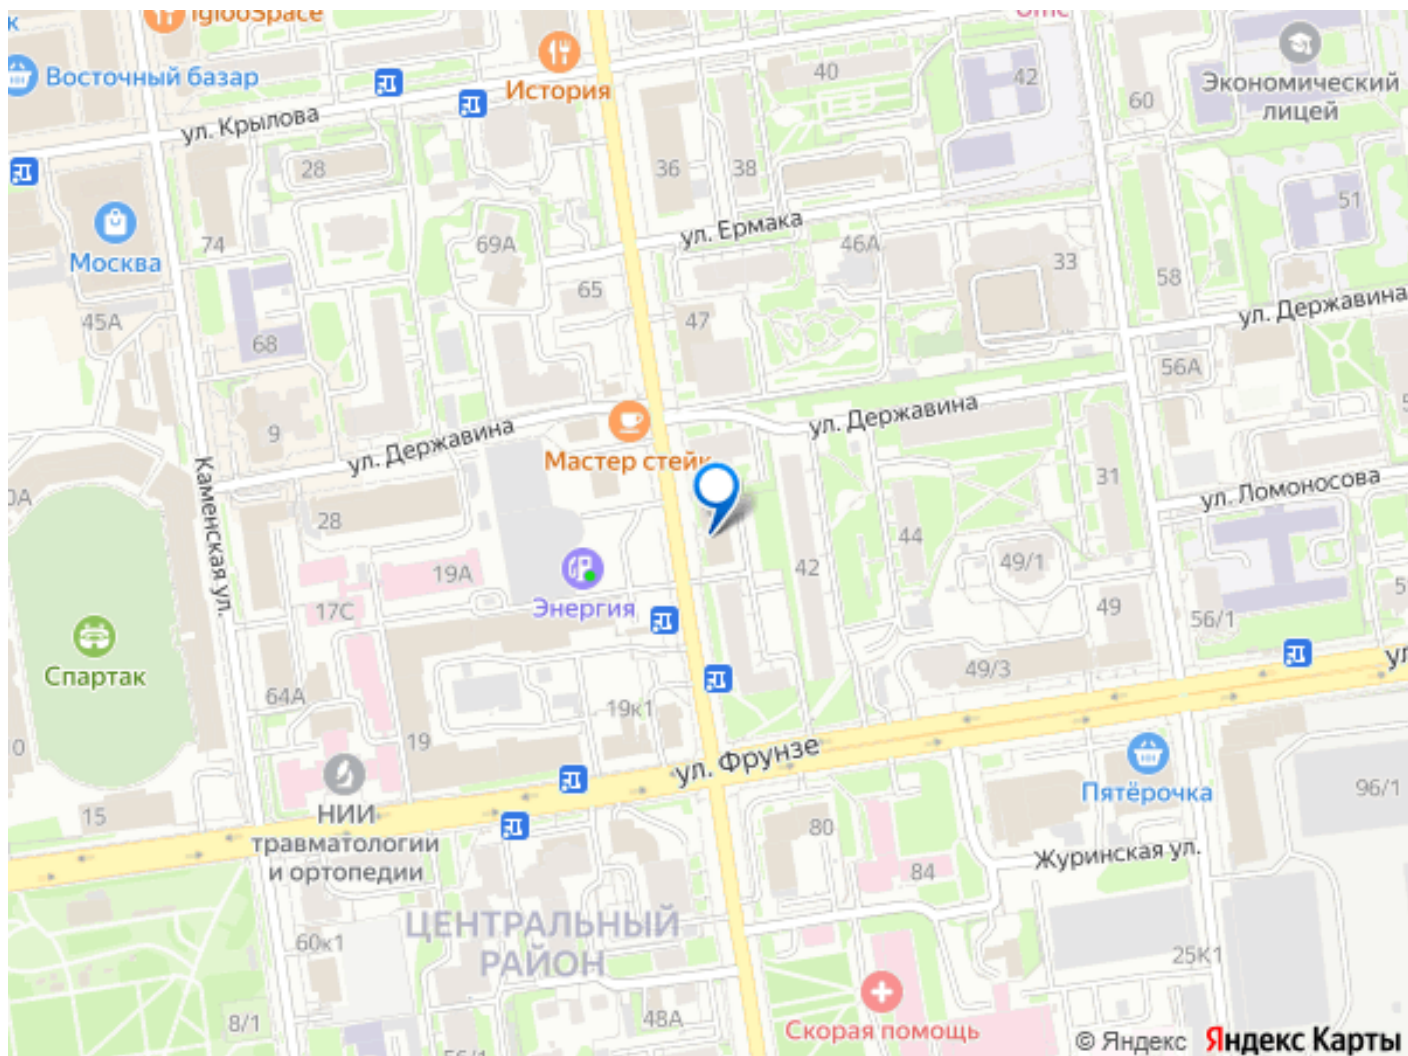 к
IglooSpace
Восточный базар
История
40
42
60
Экономический
лицей
ул. Крылова
28
36
38
51
ул. Ермака
74
69А
46А
33
58
Москва
65
47
45А
68
ул. Державина
56А
9
ул. Державина
ул. Державина
Мастер стейк
Каменская ул.
31
ул. Ломоносова
28
44
49/1
19А
42
17С
Энергия
49
56/1
Спартак
64А
49/3
19к1
19
ул. Фрунзе
15
НИИ
травматологии
и ортопедии
Пятёрочка
96/1
80
84
Журинская ул.
ЦЕНТРАЛЬНЫЙ
РАЙОН
60к1
25К1
8/1
48А
Скорая помощь
© Яндекс Яндекс Карты